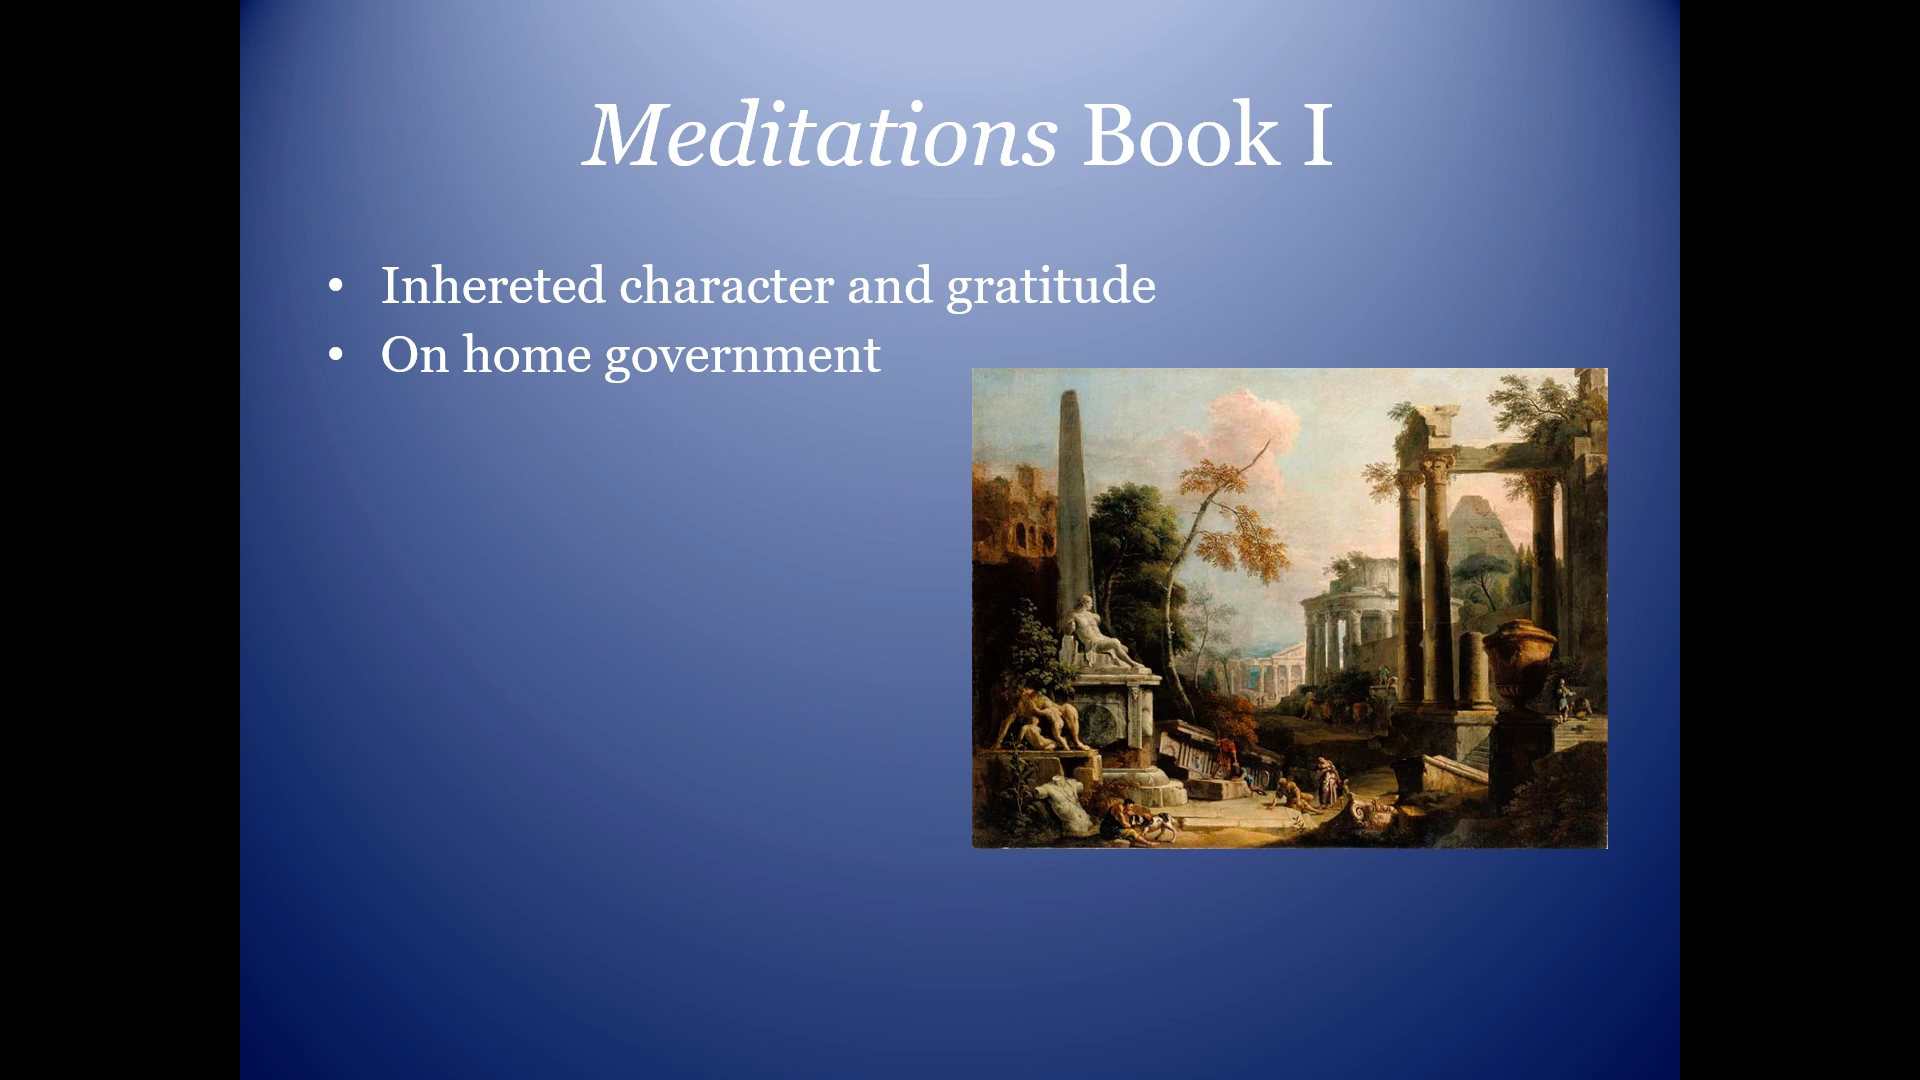 Meditations Book I
• Inhereted character and gratitude
• On home government